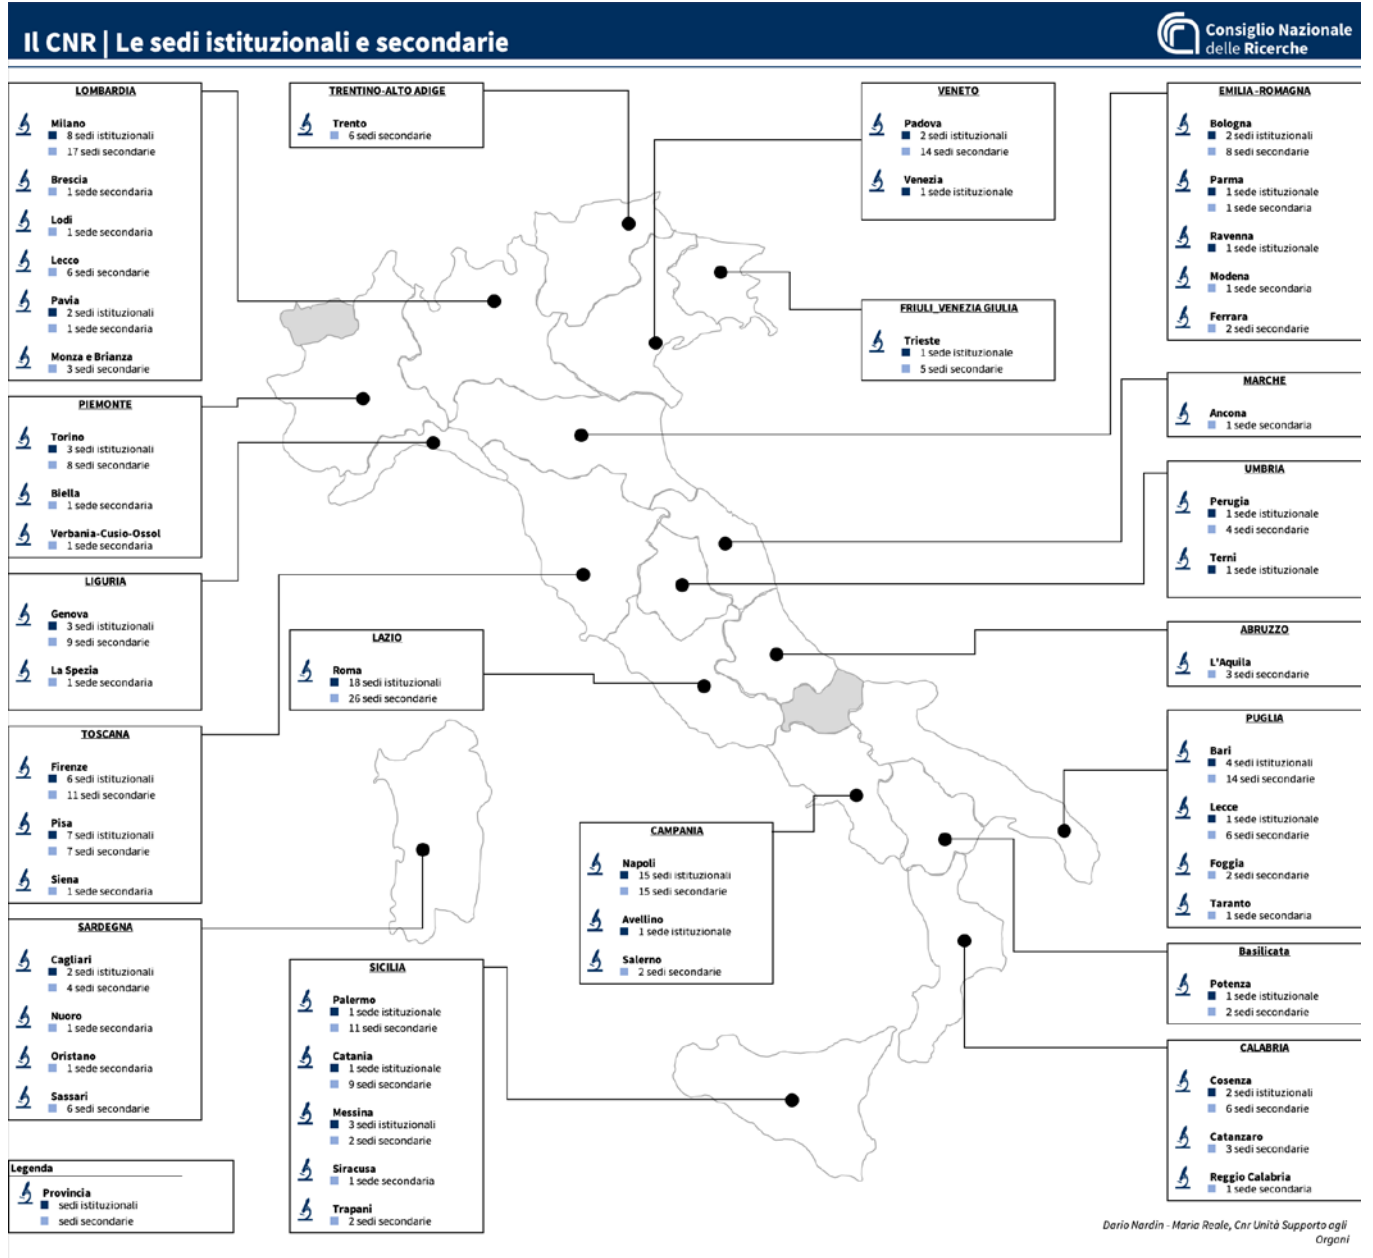 Il CNR | Le sedi istituzionali e secondarie
Consiglio Nazionale
delle Ricerche
LOMBARDIA
Milano
8 sedi istituzionali
17 sedi secondarie
Brescia
1 sede secondaria
Lodi
1 sede secondaria
Lecco
6 sedi secondarie
Pavia
2 sedi istituzionali
1 sede secondaria
Monza e Brianza
3 sedi secondarie
PIEMONTE
Torino
3 sedi istituzionali
8 sedi secondarie
Biella
1 sede secondaria
Verbania-Cusio-Ossol
1 sede secondaria
LIGURIA
Genova
3 sedi istituzionali
9 sedi secondarie
La Spezia
1 sede secondaria
TOSCANA
Firenze
6 sedi istituzionali
11 sedi secondarie
Pisa
7 sedi istituzionali
7 sedi secondarie
Siena
1 sede secondaria
SARDEGNA
Cagliari
2 sedi istituzionali
4 sedi secondarie
Nuoro
1 sede secondaria
Oristano
1 sede secondaria
Sassari
6 sedi secondarie
Legenda
Provincia
sedi istituzionali
sedi secondarie
TRENTINO-ALTO ADIGE
Trento
6 sedi secondarie
LAZIO
Roma
18 sedi istituzionali
26 sedi secondarie
SICILIA
Palermo
1 sede istituzionale
11 sedi secondarie
Catania
1 sede istituzionale
9 sedi secondarie
Messina
3 sedi istituzionali
2 sedi secondarie
Siracusa
1 sede secondaria
Trapani
2 sedi secondarie
CAMPANIA
Napoli
15 sedi istituzionali
15 sedi secondarie
Avellino
1 sede istituzionale
Salerno
2 sedi secondarie
VENETO
Padova
2 sedi istituzionali
14 sedi secondarie
Venezia
1 sede istituzionale
FRIULI_VENEZIA GIULIA
Trieste
1 sede istituzionale
5 sedi secondarie
EMILIA-ROMAGNA
Bologna
2 sedi istituzionali
8 sedi secondarie
Parma
1 sede istituzionale
1 sede secondaria
Ravenna
1 sede istituzionale
Modena
1 sede secondaria
Ferrara
2 sedi secondarie
MARCHE
Ancona
1 sede secondaria
UMBRIA
Perugia
1 sede istituzionale
4 sedi secondarie
Terni
1 sede istituzionale
ABRUZZO
L'Aquila
3 sedi secondarie
PUGLIA
Bari
4 sedi istituzionali
14 sedi secondarie
Lecce
1 sede istituzionale
6 sedi secondarie
Foggia
2 sedi secondarie
Taranto
1 sede secondaria
Basilicata
Potenza
1 sede istituzionale
2 sedi secondarie
CALABRIA
Cosenza
2 sedi istituzionali
6 sedi secondarie
Catanzaro
3 sedi secondarie
Reggio Calabria
1 sede secondaria
Dario Nardin - Maria Reale, Cnr Unità Supporto agli
Organi